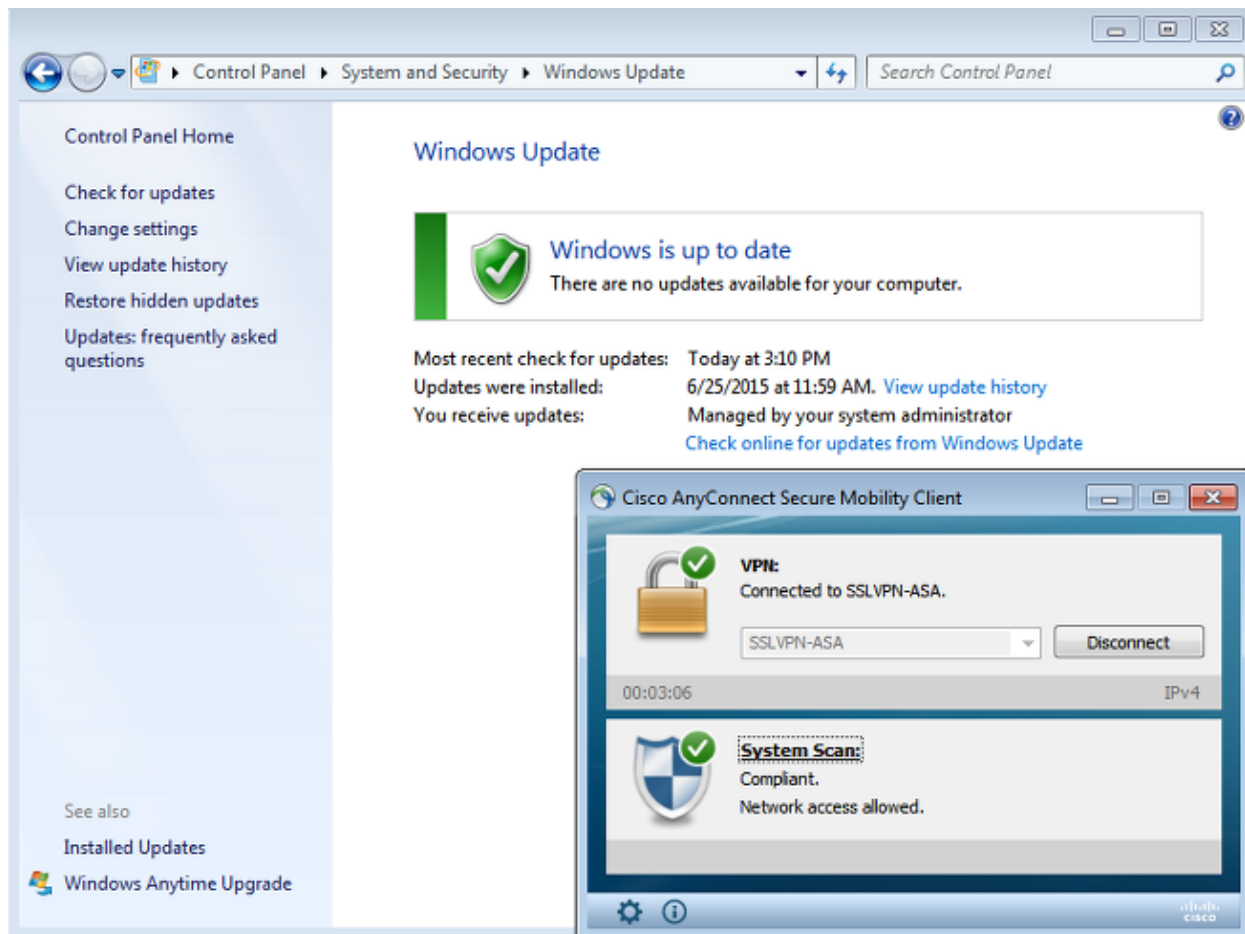 Control Panel
System and Security
Windows Update
Search Control Panel
Control Panel Home
Check for updates
Change settings
View update history
Restore hidden updates
Updates: frequently asked
questions
See also
Installed Updates
Windows Anytime Upgrade
Windows Update
Windows is up to date
There are no updates available for your computer.
Most recent check for updates: Today at 3:10 PM
Updates were installed: 6/25/2015 at 11:59 AM. View update history
You receive updates: Managed by your system administrator
Check online for updates from Windows Update
Cisco AnyConnect Secure Mobility Client
VPN:
Connected to SSLVPN-ASA.
SSLVPN-ASA
Disconnect
00:03:06
IPv4
System Scan:
Compliant.
Network access allowed.
CISCO